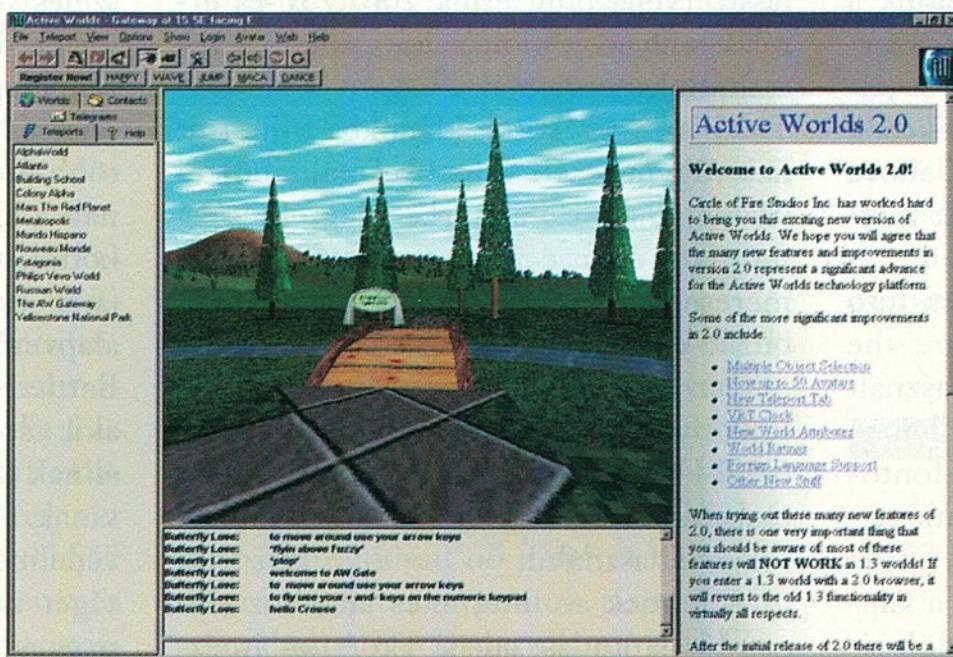 Active Worlds - Gateway at 15.5E facing E
File Teleport View Options Show Login Avatar Web Help
Register Now! HAPPY WAVE JUMP MACA DANCE
Worlds Contacts
Telegrams
Teleports Help
AlphaWorld
Atlantis
Building School
Colony Alpha
Mars The Red Planet
Metatropolis
Mundo Hispano
Nouveau Monde
Patagonia
Philips Vevo World
Russian World
The AW Gateway
Yellowstone National Park
Butterfly Love: to move around use your arrow keys
Butterfly Love: *flyin above Fuzzy*
Butterfly Love: *plop*
Butterfly Love: welcome to AW Gate
Butterfly Love: to move around use your arrow keys
Butterfly Love: to fly use your + and- keys on the numeric keypad
Butterfly Love: hello
Active Worlds 2.0
Welcome to Active Worlds 2.0!
Circle of Fire Studios Inc. has worked hard
to bring you this exciting new version of
Active Worlds. We hope you will agree that
the many new features and improvements in
version 2.0 represent a significant advance
for the Active Worlds technology platform.
Some of the more significant improvements
in 2.0 include:
Multiple Object Selection
Now up to 50 Avatars
New Teleport Tab
VRT Clock
New World Attributes
World Ratings
Foreign Language Support
Other New Stuff
When trying out these many new features of
2.0, there is one very important thing that
you should be aware of: most of these
features will NOT WORK in 1.3 worlds! If
you enter a 1.3 world with a 2.0 browser, it
will revert to the old 1.3 functionality in
virtually all respects.
After the initial release of 2.0 there will be a